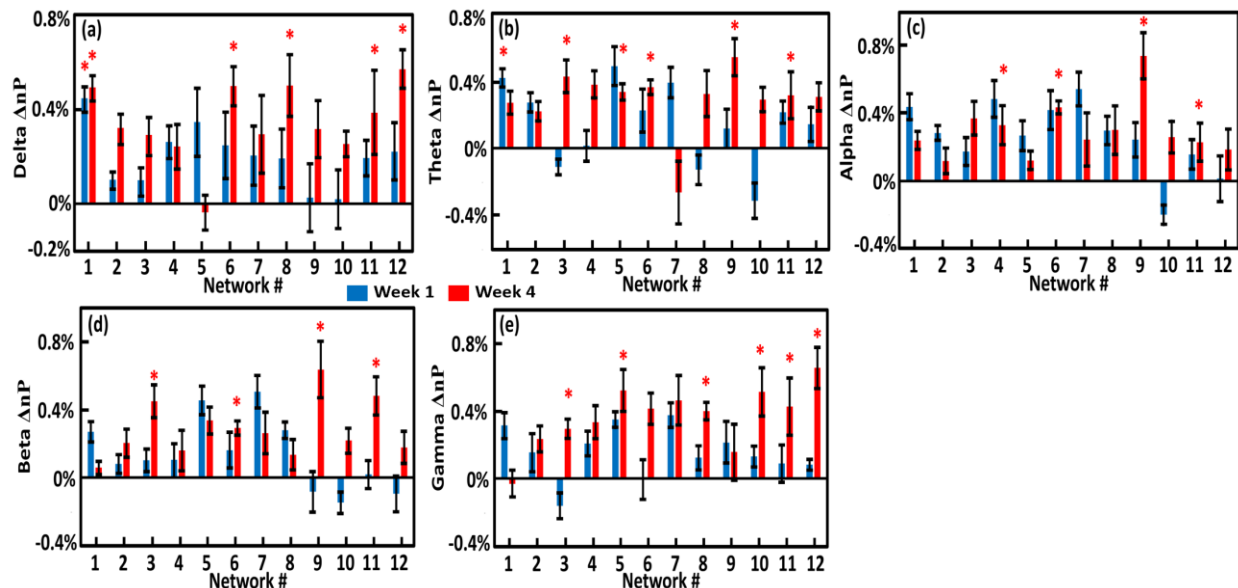 (a)
0.8%
0.4%
0%
-0.2%
Delta ΔnP
* * * * * *
1 2 3 4 5 6 7 8 9 10 11 12
Network #
(b)
0.8%
0.4%
0%
-0.4%
Theta ΔnP
* * * * * *
1 2 3 4 5 6 7 8 9 10 11 12
Network #
(c)
0.8%
0.4%
0%
-0.4%
Alpha ΔnP
* * * *
1 2 3 4 5 6 7 8 9 10 11 12
Network #
Week 1 Week 4
(d)
0.8%
0.4%
0%
-0.4%
Beta ΔnP
* * * *
1 2 3 4 5 6 7 8 9 10 11 12
Network #
(e)
0.8%
0.4%
0%
-0.4%
Gamma ΔnP
* * * * * *
1 2 3 4 5 6 7 8 9 10 11 12
Network #